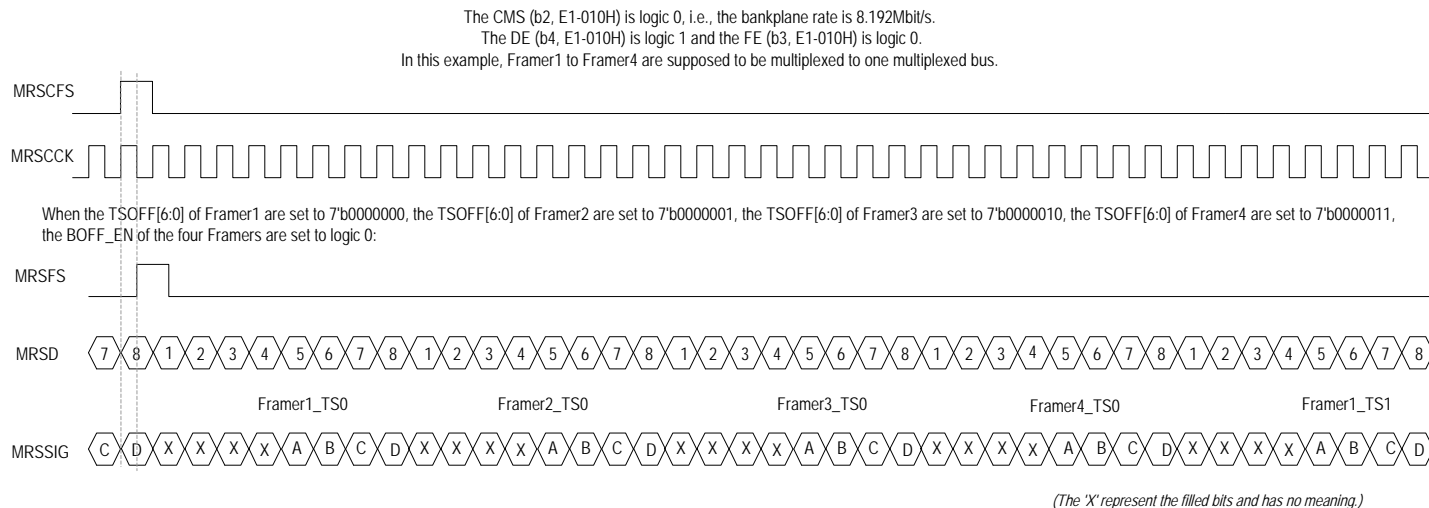 The CMS (b2, E1-010H) is logic 0, i.e., the bankplane rate is 8.192Mbit/s.
The DE (b4, E1-010H) is logic 1 and the FE (b3, E1-010H) is logic 0.
In this example, Framer1 to Framer4 are supposed to be multiplexed to one multiplexed bus.
MRSCFS
MRSCCK
When the TSOFF[6:0] of Framer1 are set to 7'b0000000, the TSOFF[6:0] of Framer2 are set to 7'b0000001, the TSOFF[6:0] of Framer3 are set to 7'b0000010, the TSOFF[6:0] of Framer4 are set to 7'b0000011,
the BOFF_EN of the four Framers are set to logic 0:
MRSFS
MRSD 7 8 1 2 3 4 5 6 7 8 1 2 3 4 5 6 7 8 1 2 3 4 5 6 7 8 1 2 3 4 5 6 7 8 1 2 3 4 5 6 7 8
Framer1_TS0 Framer2_TS0 Framer3_TS0 Framer4_TS0 Framer1_TS1
MRSSIG C D X X X X A B C D X X X X A B C D X X X X A B C D X X X X A B C D X X X X A B C D
(The 'X' represent the filled bits and has no meaning.)